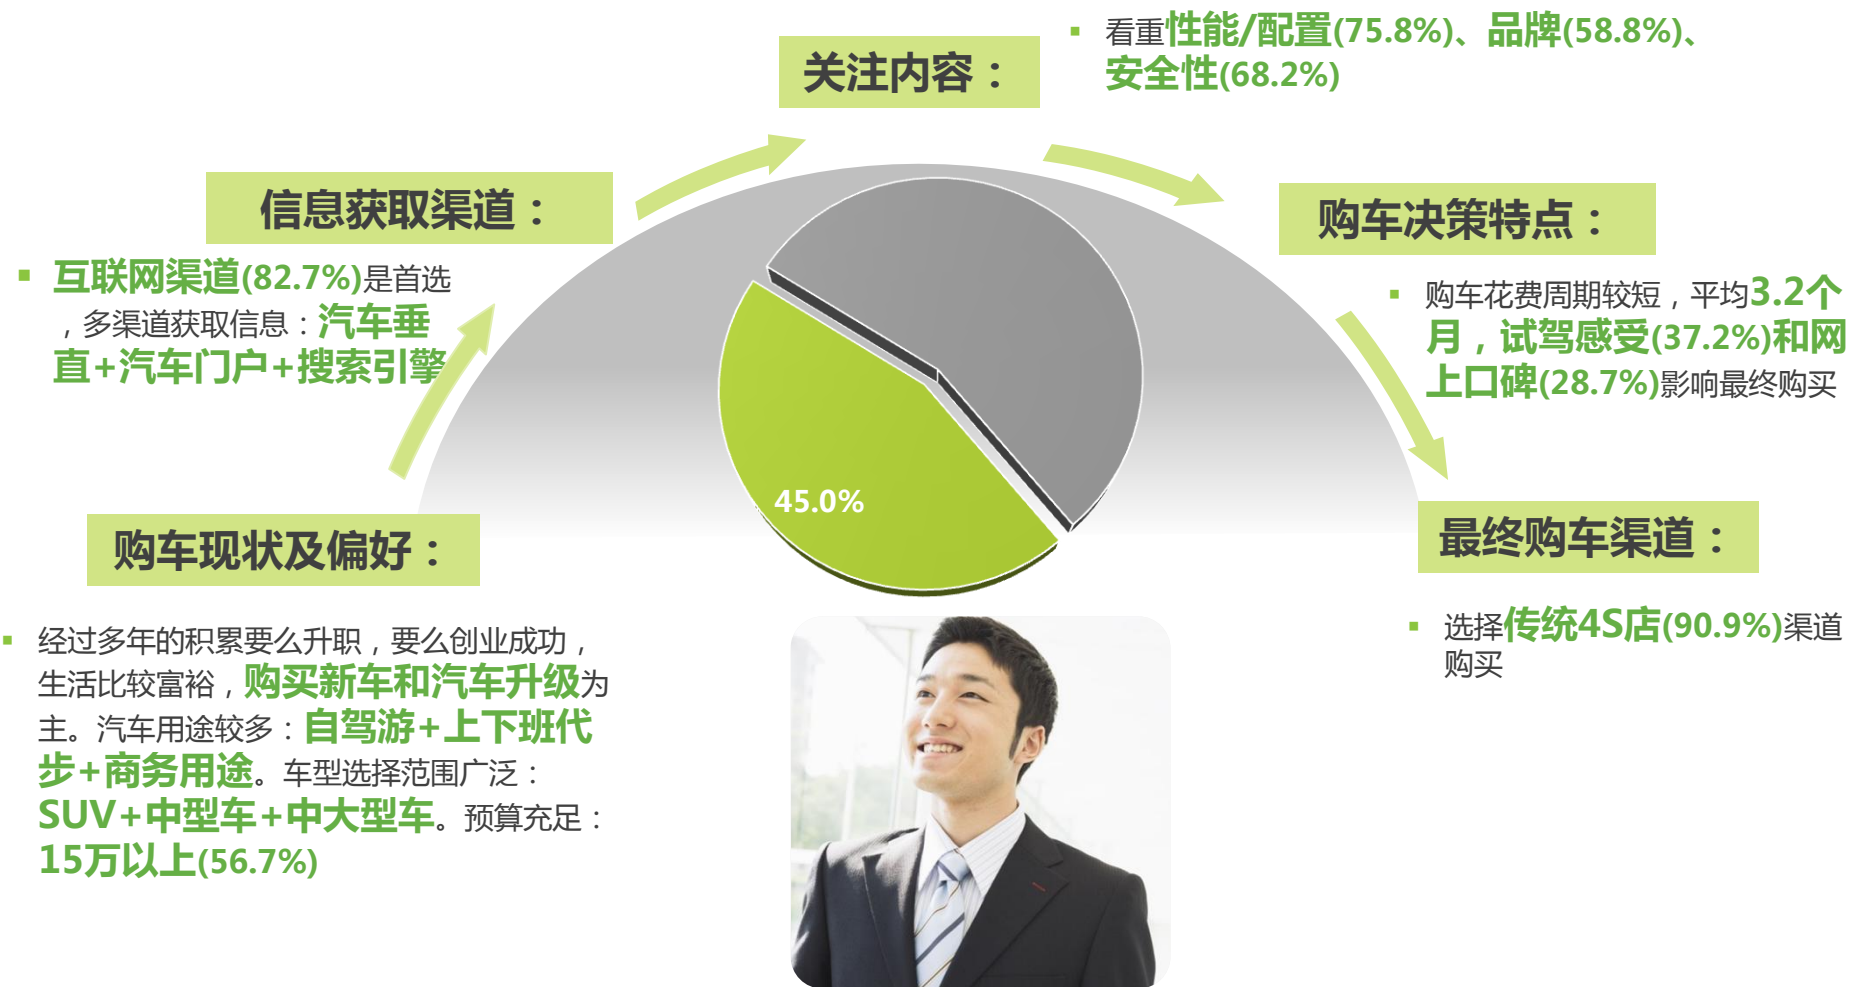 关注内容：
▪ 看重性能/配置(75.8%)、品牌(58.8%)、
安全性(68.2%)
信息获取渠道：
▪ 互联网渠道(82.7%)是首选
，多渠道获取信息：汽车垂
直+汽车门户+搜索引擎
购车决策特点：
▪ 购车花费周期较短，平均3.2个
月，试驾感受(37.2%)和网
上口碑(28.7%)影响最终购买
45.0%
购车现状及偏好：
▪ 经过多年的积累要么升职，要么创业成功，
生活比较富裕，购买新车和汽车升级为
主。汽车用途较多：自驾游+上下班代
步+商务用途。车型选择范围广泛：
SUV+中型车+中大型车。预算充足：
15万以上(56.7%)
最终购车渠道：
▪ 选择传统4S店(90.9%)渠道
购买